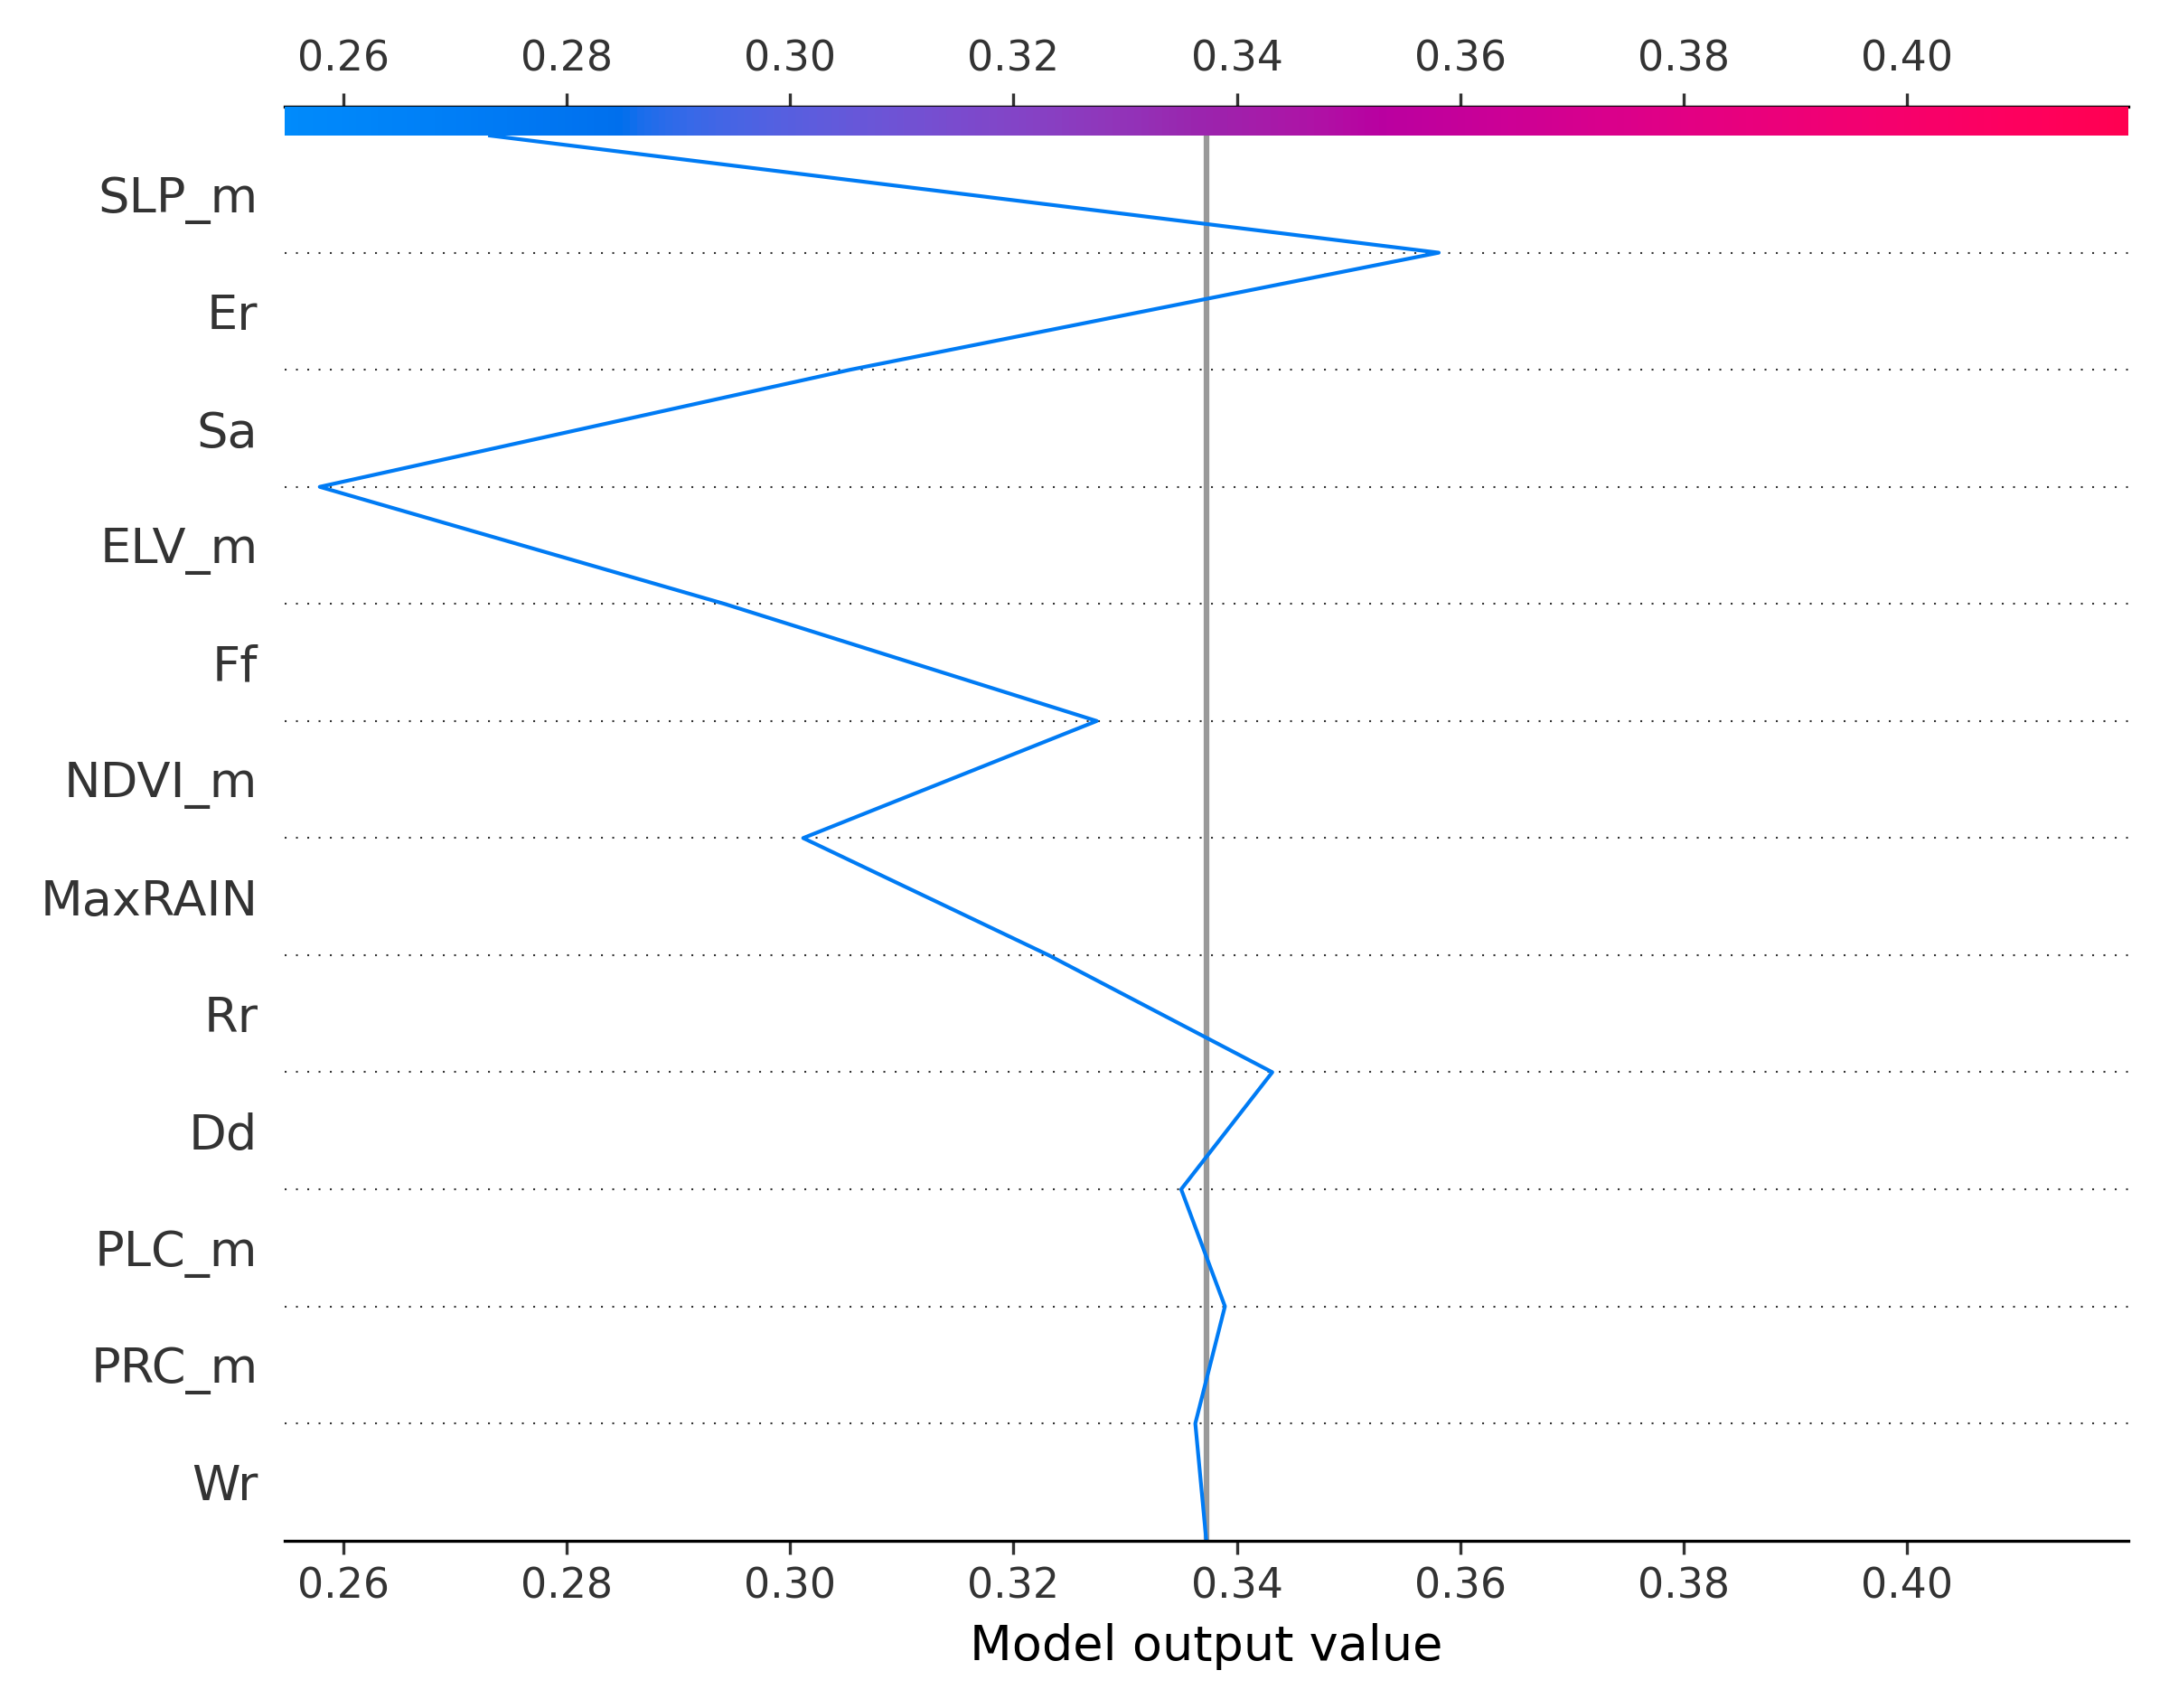 0.26 0.28 0.30 0.32 0.34 0.36 0.38 0.40
SLP_m
Er
Sa
ELV_m
Ff
NDVI_m
MaxRAIN
Rr
Dd
PLC_m
PRC_m
Wr
0.26 0.28 0.30 0.32 0.34 0.36 0.38 0.40
Model output value